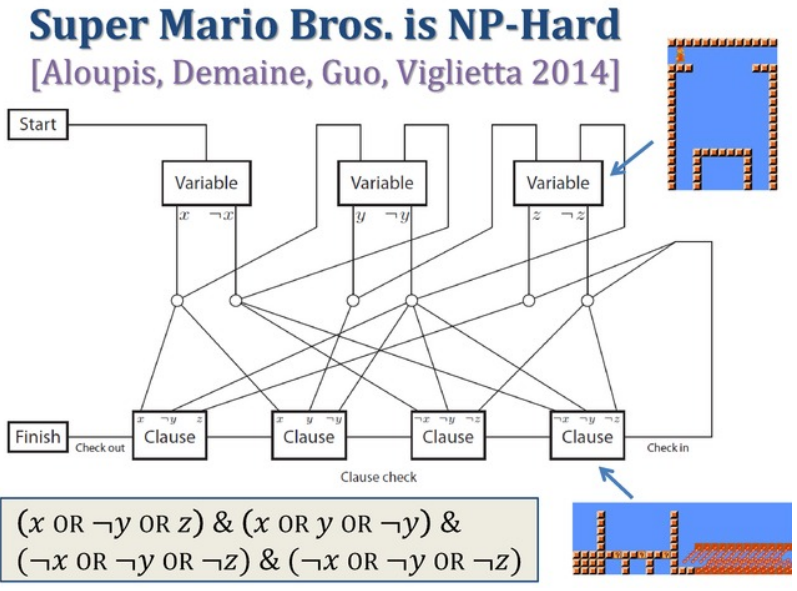 Super Mario Bros. is NP-Hard
[Aloupis, Demaine, Guo, Viglietta 2014]
Start
Variable
Variable
Variable
x ¬x
y ¬y
z ¬z
x ¬y z
x y ¬y
¬x ¬y ¬z
¬x ¬y ¬z
Finish
Check out
Clause
Clause
Clause
Clause
Check in
Clause check
(x OR ¬y OR z) & (x OR y OR ¬y) &
(¬x OR ¬y OR ¬z) & (¬x OR ¬y OR ¬z)